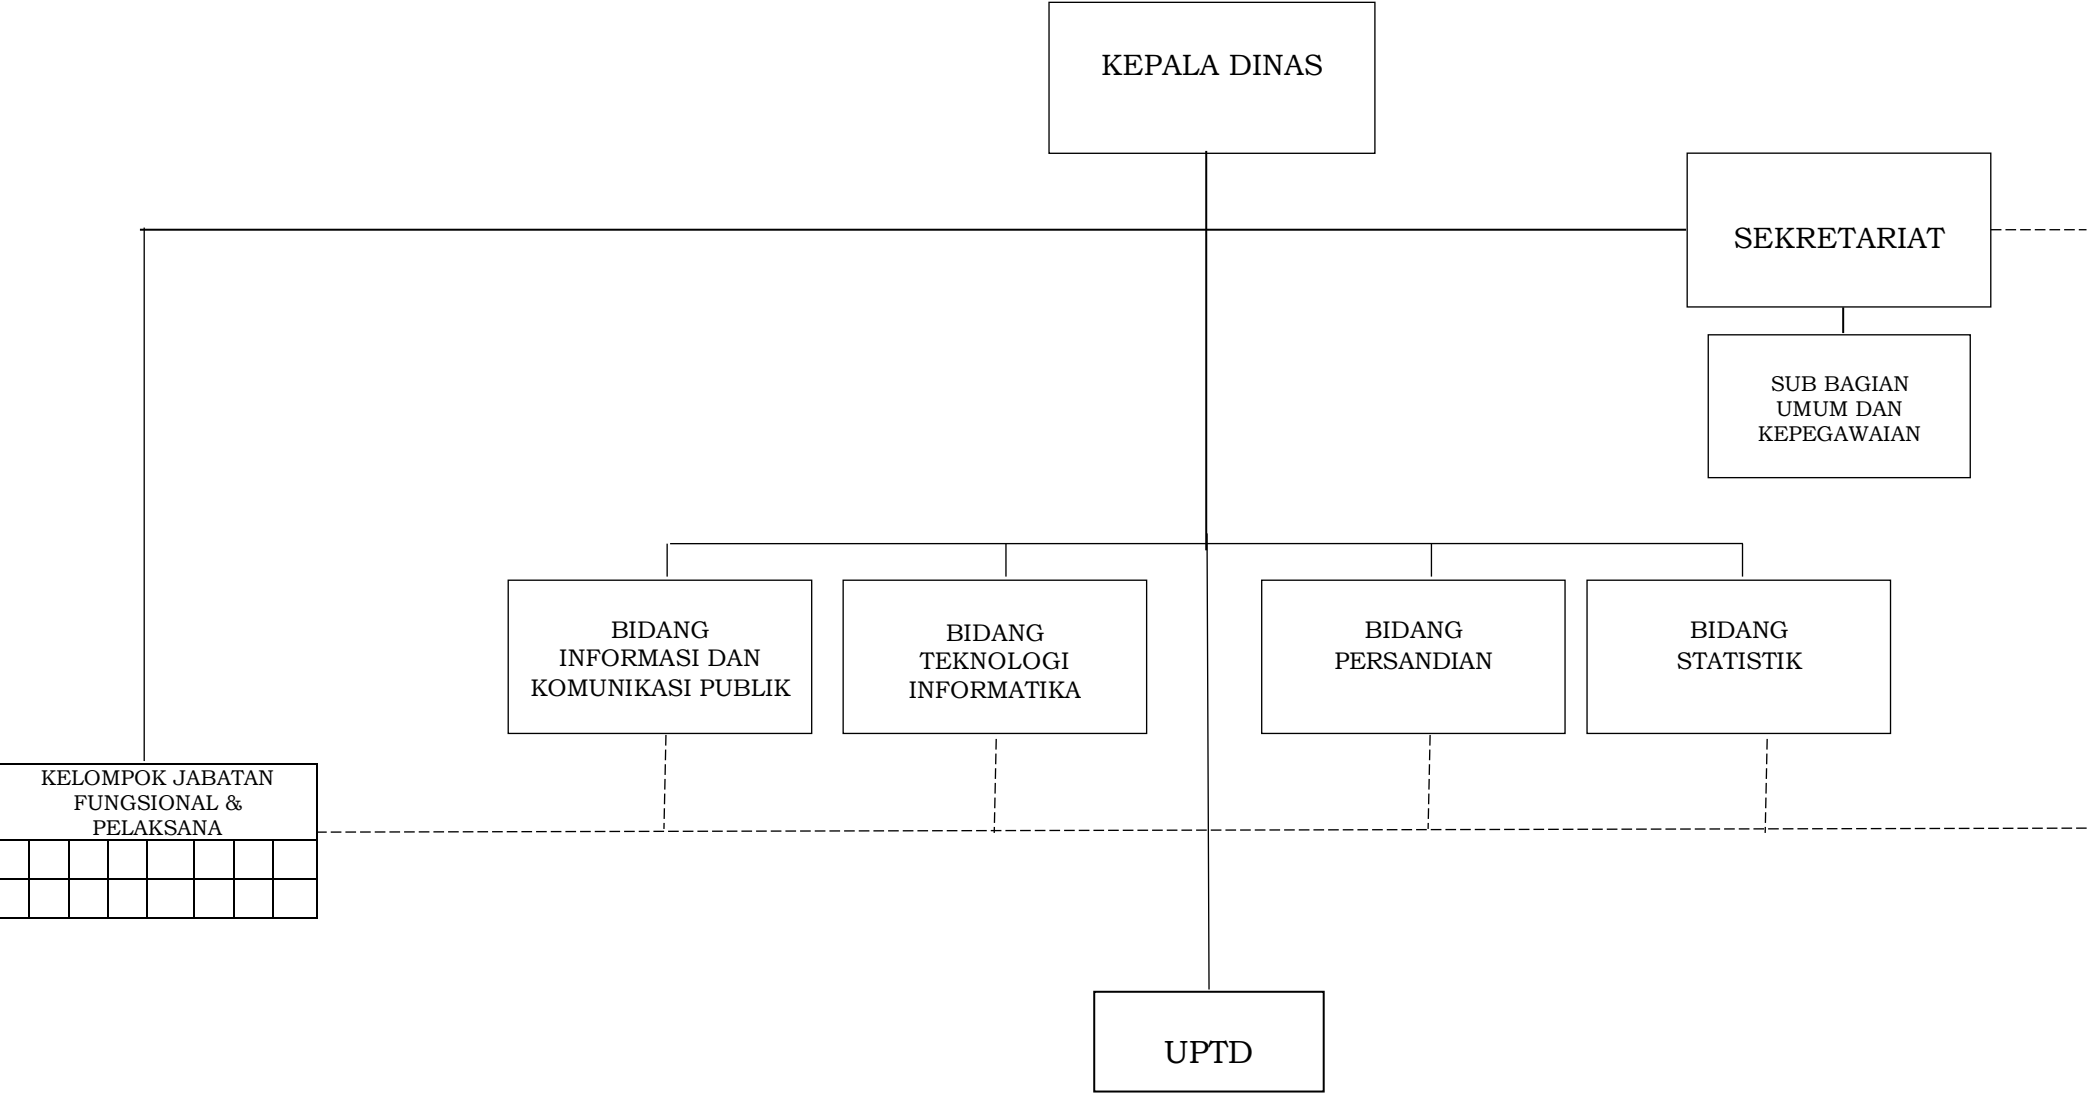 KEPALA DINAS
SEKRETARIAT
SUB BAGIAN
UMUM DAN
KEPEGAWAIAN
BIDANG
INFORMASI DAN
KOMUNIKASI PUBLIK
BIDANG
TEKNOLOGI
INFORMATIKA
BIDANG
PERSANDIAN
BIDANG
STATISTIK
KELOMPOK JABATAN
FUNGSIONAL &
PELAKSANA
UPTD